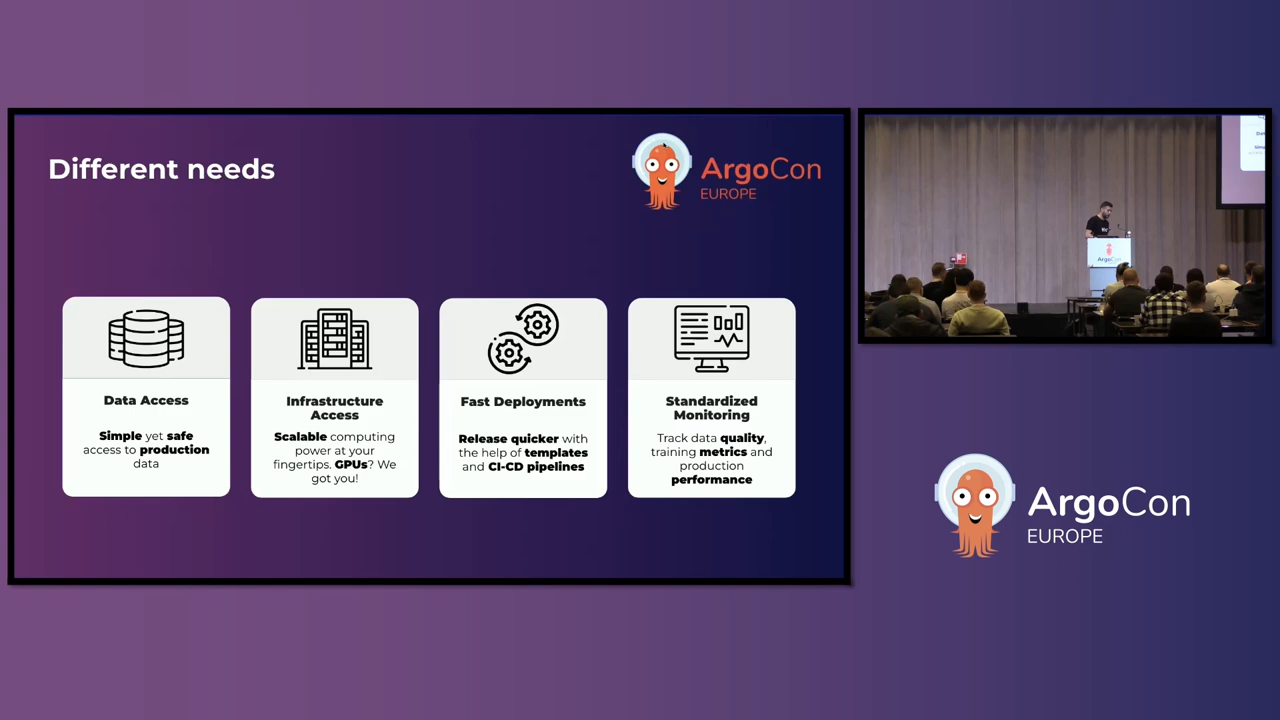 Different needs
ArgoCon
EUROPE
Data Access
Simple yet safe
access to production
data
Infrastructure
Access
Scalable computing
power at your
fingertips. GPUs? We
got you!
Fast Deployments
Release quicker with
the help of templates
and CI-CD pipelines
Standardized
Monitoring
Track data quality,
training metrics and
production
performance
ArgoCon
ArgoCon
EUROPE